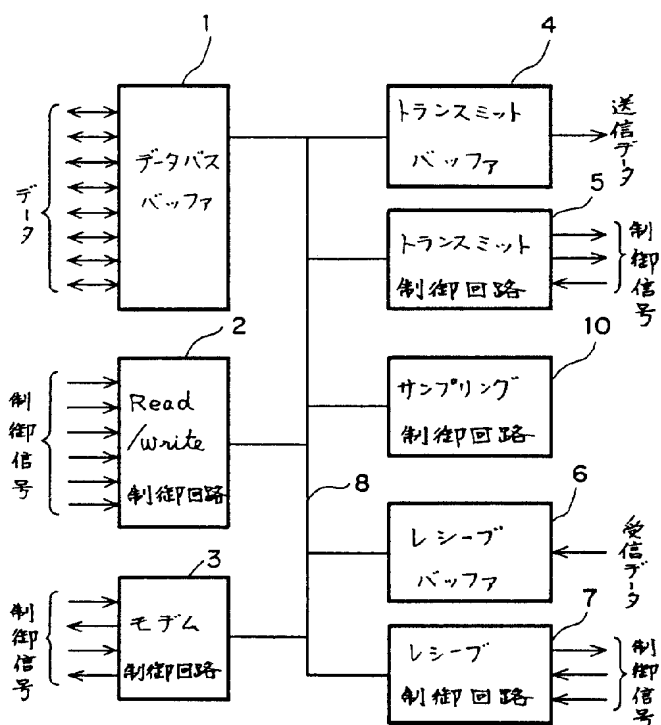 1
データ
データバス
バッファ
2
制御信号
Read
/write
制御回路
3
制御信号
モデム
制御回路
8
4
トランスミット
バッファ
送信データ
5
トランスミット
制御回路
制御信号
10
サンプリング
制御回路
6
レシーブ
バッファ
受信データ
7
レシーブ
制御回路
制御信号